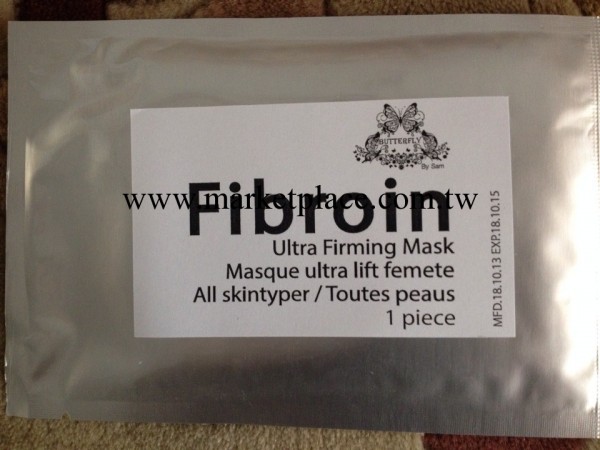 BUTTERFLY
By Sam
Fibroin
www.marketplace.com.tw
Ultra Firming Mask
Masque ultra lift femete
All skintyper / Toutes peaus
1 piece
MFD.18.10.13 EXP.18.10.15